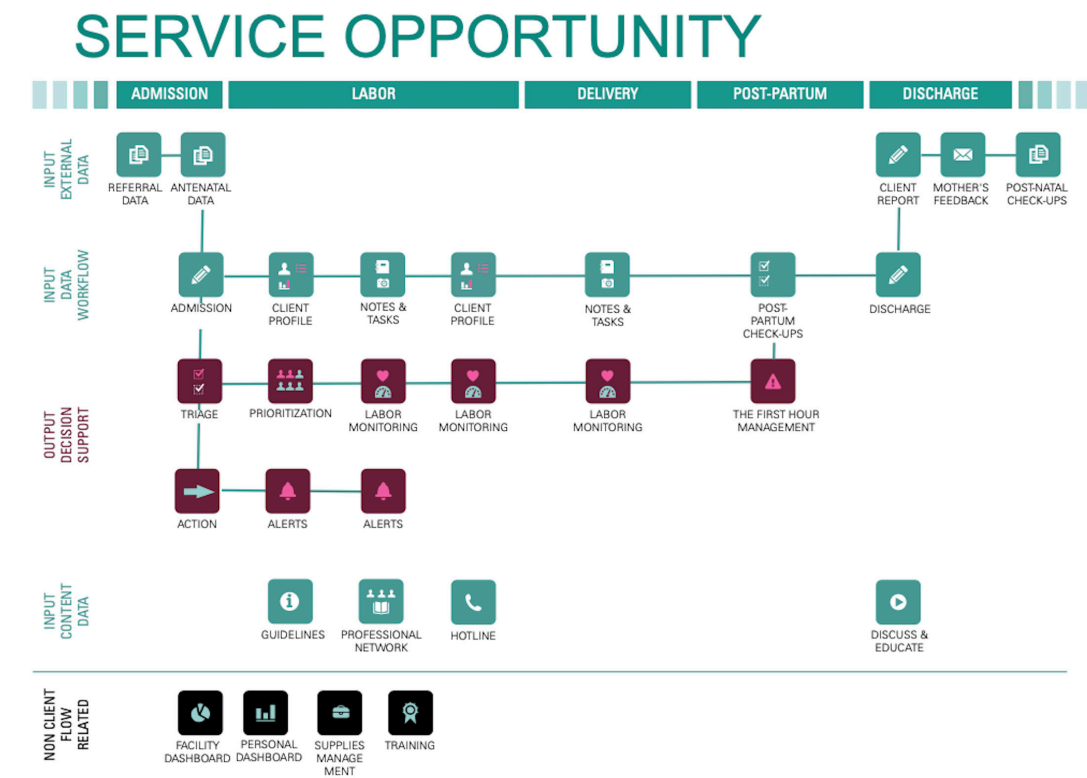 SERVICE OPPORTUNITY
ADMISSION
LABOR
DELIVERY
POST-PARTUM
DISCHARGE
INPUT
EXTERNAL
DATA
REFERRAL
DATA
ANTENATAL
DATA
CLIENT
REPORT
MOTHER'S
FEEDBACK
POST-NATAL
CHECK-UPS
INPUT
DATA
WORKFLOW
ADMISSION
CLIENT
PROFILE
NOTES &
TASKS
CLIENT
PROFILE
NOTES &
TASKS
POST-
PARTUM
CHECK-UPS
DISCHARGE
OUTPUT
DECISION
SUPPORT
TRIAGE
PRIORITIZATION
LABOR
MONITORING
LABOR
MONITORING
LABOR
MONITORING
THE FIRST HOUR
MANAGEMENT
ACTION
ALERTS
ALERTS
INPUT
CONTENT
DATA
GUIDELINES
PROFESSIONAL
NETWORK
HOTLINE
DISCUSS &
EDUCATE
NON CLIENT
FLOW
RELATED
FACILITY
DASHBOARD
PERSONAL
DASHBOARD
SUPPLIES
MANAGE
MENT
TRAINING